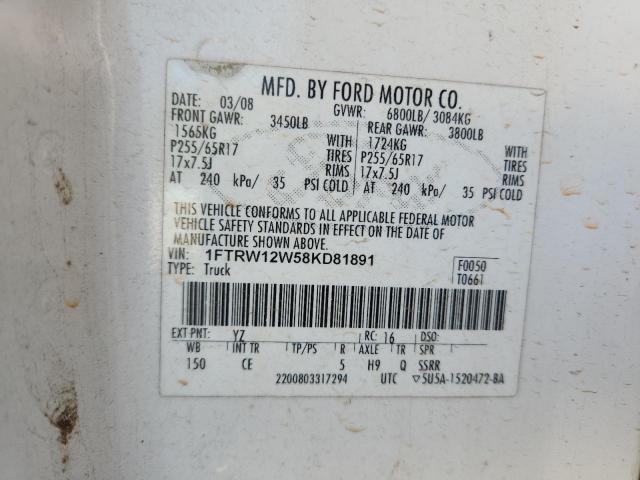 MFD. BY FORD MOTOR CO.
DATE: 03/08 GVWR: 6800LB/ 3084KG
FRONT GAWR: 3450LB REAR GAWR: 3800LB
1565KG WITH 1724KG WITH
P255/65R17 TIRES P255/65R17 TIRES
17x7.5J RIMS 17x7.5J RIMS
AT 240 kPa/ 35 PSI COLD AT 240 kPa/ 35 PSI COLD
THIS VEHICLE CONFORMS TO ALL APPLICABLE FEDERAL MOTOR
VEHICLE SAFETY STANDARDS IN EFFECT ON THE DATE OF
MANUFACTURE SHOWN ABOVE.
VIN: 1FTRW12W58KD81891 F0050
TYPE: Truck T0661
EXT PNT: YZ RC: 16 DSO:
WB INT TR TP/PS R AXLE TR SPR
150 CE 5 H9 Q SSRR
2200803317294 UTC ▽5U5A-1520472-BA